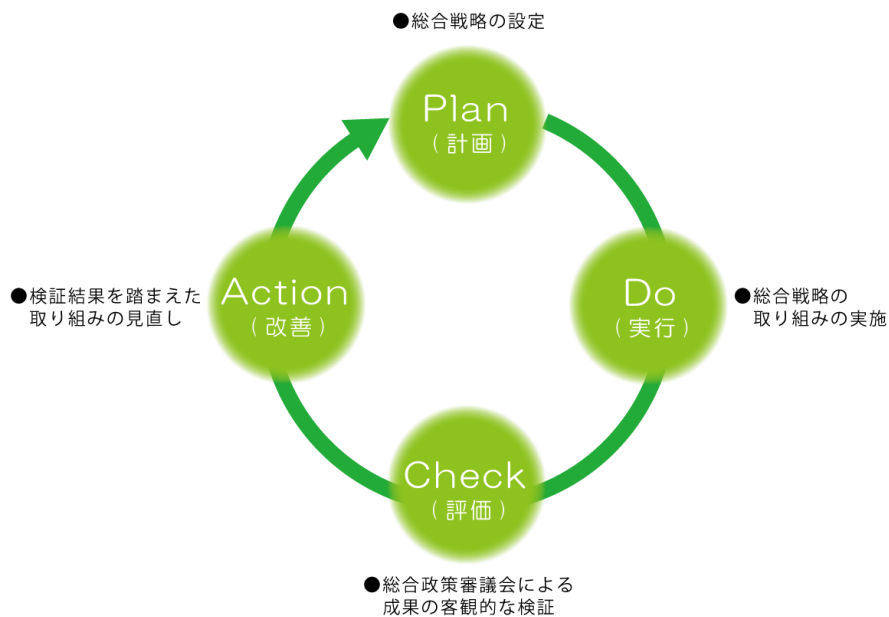 ●総合戦略の設定
Plan
（計画）
Do
（実行）
●総合戦略の
取り組みの実施
Check
（評価）
●総合政策審議会による
成果の客観的な検証
Action
（改善）
●検証結果を踏まえた
取り組みの見直し